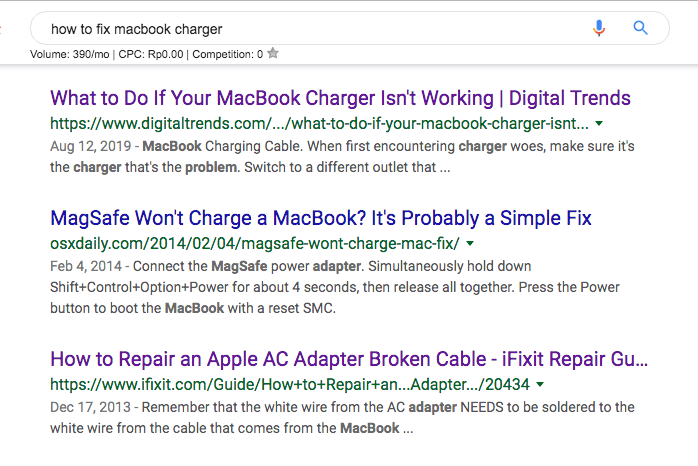 how to fix macbook charger
Volume: 390/mo | CPC: Rp0.00 | Competition: 0
What to Do If Your MacBook Charger Isn't Working | Digital Trends
https://www.digitaltrends.com/.../what-to-do-if-your-macbook-charger-isnt...
Aug 12, 2019 - MacBook Charging Cable. When first encountering charger woes, make sure it's
the charger that's the problem. Switch to a different outlet that ...
MagSafe Won't Charge a MacBook? It's Probably a Simple Fix
osxdaily.com/2014/02/04/magsafe-wont-charge-mac-fix/
Feb 4, 2014 - Connect the MagSafe power adapter. Simultaneously hold down
Shift+Control+Option+Power for about 4 seconds, then release all together. Press the Power
button to boot the MacBook with a reset SMC.
How to Repair an Apple AC Adapter Broken Cable - iFixit Repair Gu...
https://www.ifixit.com/Guide/How+to+Repair+an...Adapter.../20434
Dec 17, 2013 - Remember that the white wire from the AC adapter NEEDS to be soldered to the
white wire from the cable that comes from the MacBook ...